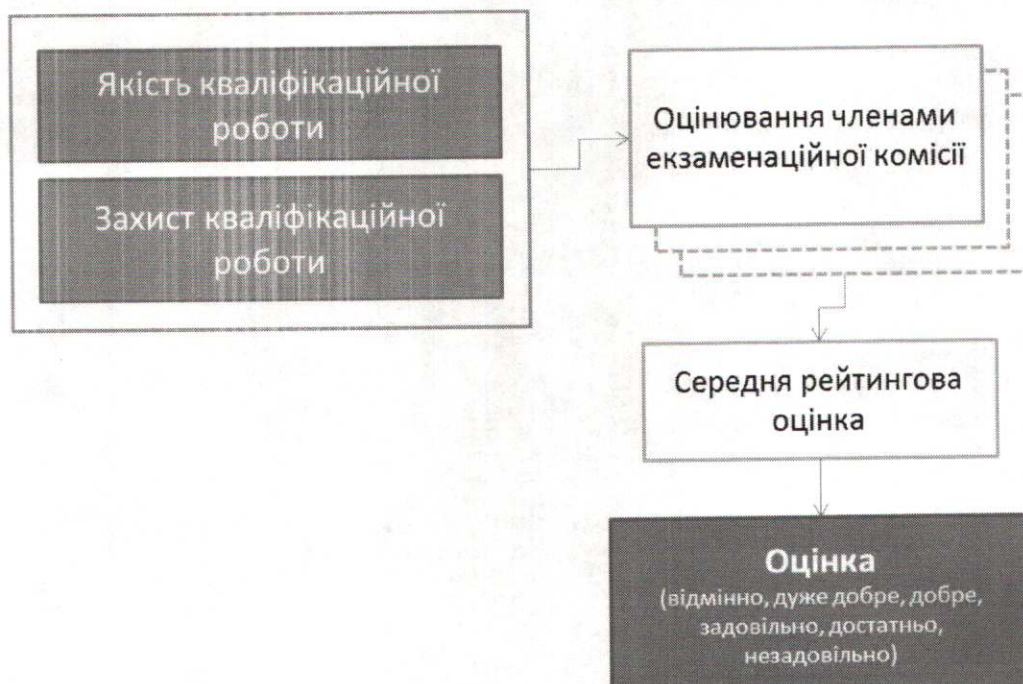 Якість кваліфікаційної
роботи
Захист кваліфікаційної
роботи
Оцінювання членами
екзаменаційної комісії
Середня рейтингова
оцінка
Оцінка
(відмінно, дуже добре, добре,
задовільно, достатньо,
незадовільно)